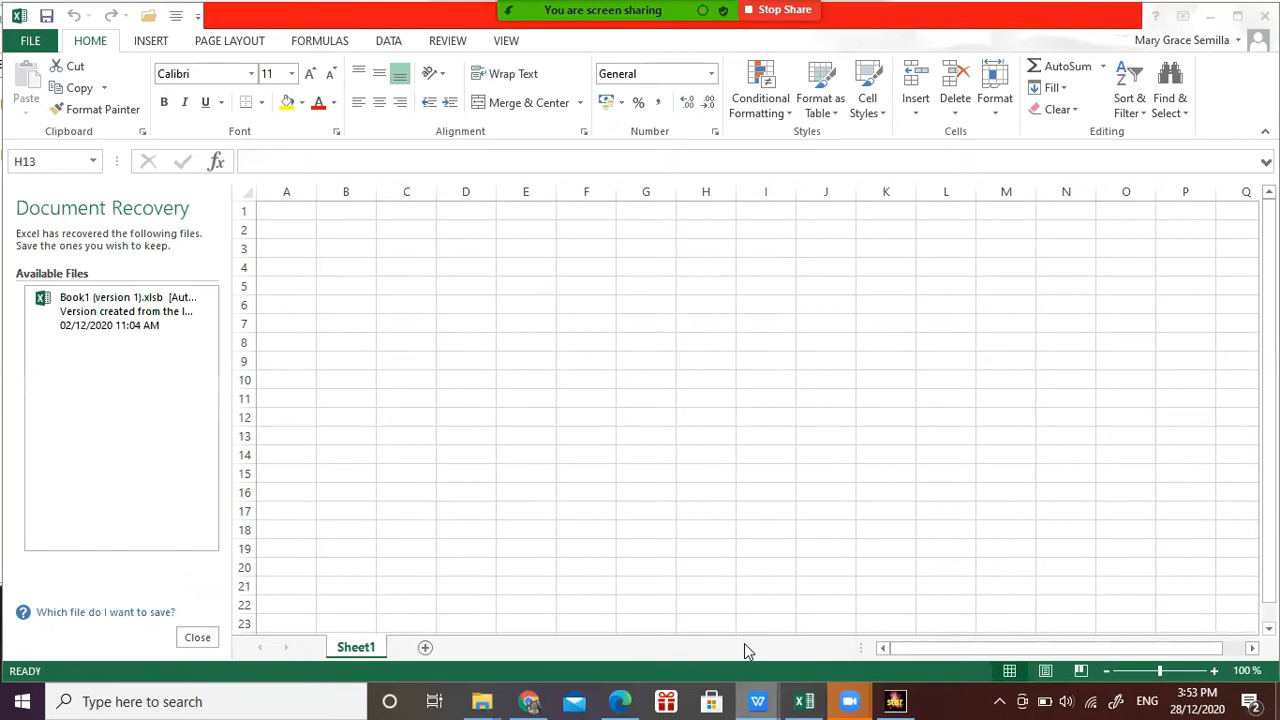 You are screen sharing
Stop Share
FILE HOME INSERT PAGE LAYOUT FORMULAS DATA REVIEW VIEW
Mary Grace Semilla
Paste
Cut
Copy
Format Painter
Clipboard
Calibri 11
B I U A
Font
Wrap Text
Merge & Center
Alignment
General
% ,
Number
Conditional Formatting
Format as Table
Cell Styles
Styles
Insert
Delete
Format
Cells
AutoSum
Fill
Clear
Sort & Filter
Find & Select
Editing
H13
fx
Document Recovery
Excel has recovered the following files.
Save the ones you wish to keep.
Available Files
Book1 (version 1).xlsb [Aut...
Version created from the l...
02/12/2020 11:04 AM
Which file do I want to save?
Close
A B C D E F G H I J K L M N O P Q
1
2
3
4
5
6
7
8
9
10
11
12
13
14
15
16
17
18
19
20
21
22
23
Sheet1
READY
100 %
Type here to search
ENG
3:53 PM
28/12/2020
2